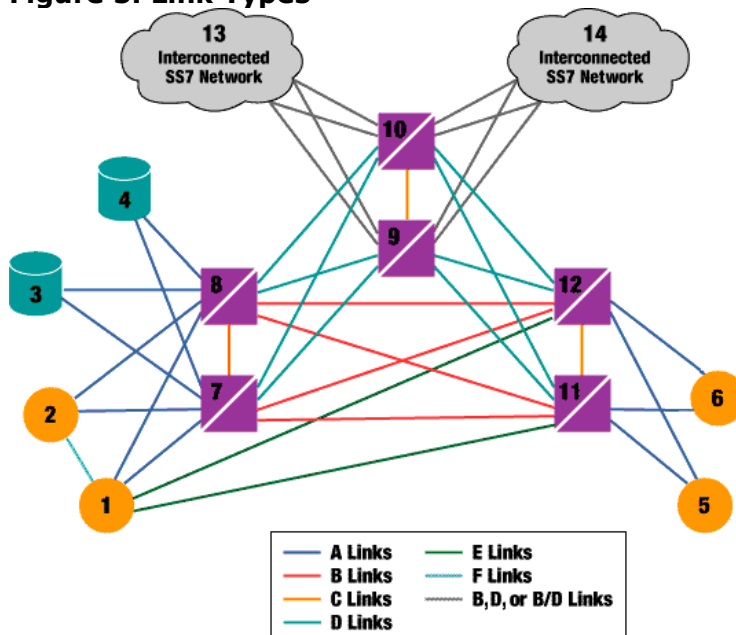 Figure 5. Link Types
13
Interconnected
SS7 Network
14
Interconnected
SS7 Network
10
4
9
3
8
12
7
11
2
6
1
5
A Links
B Links
C Links
D Links
E Links
F Links
B,D, or B/D Links